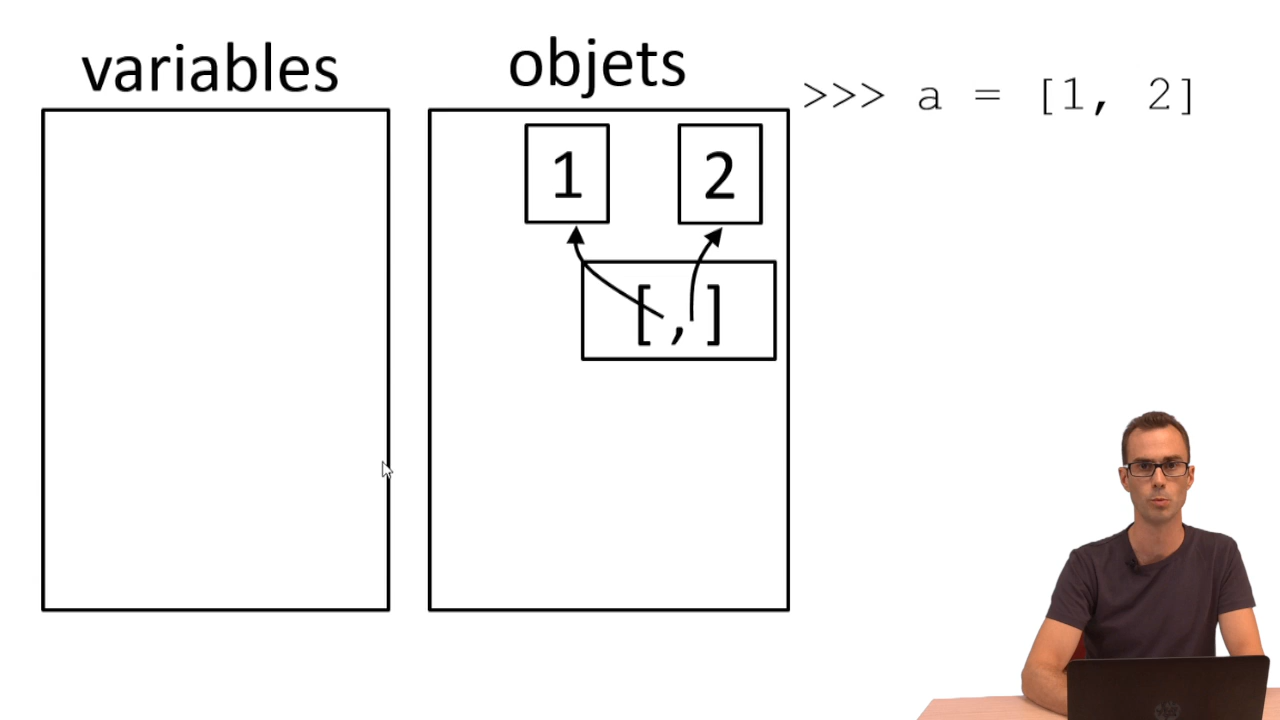 variables
objets
>>> a = [1, 2]
1
2
[,]